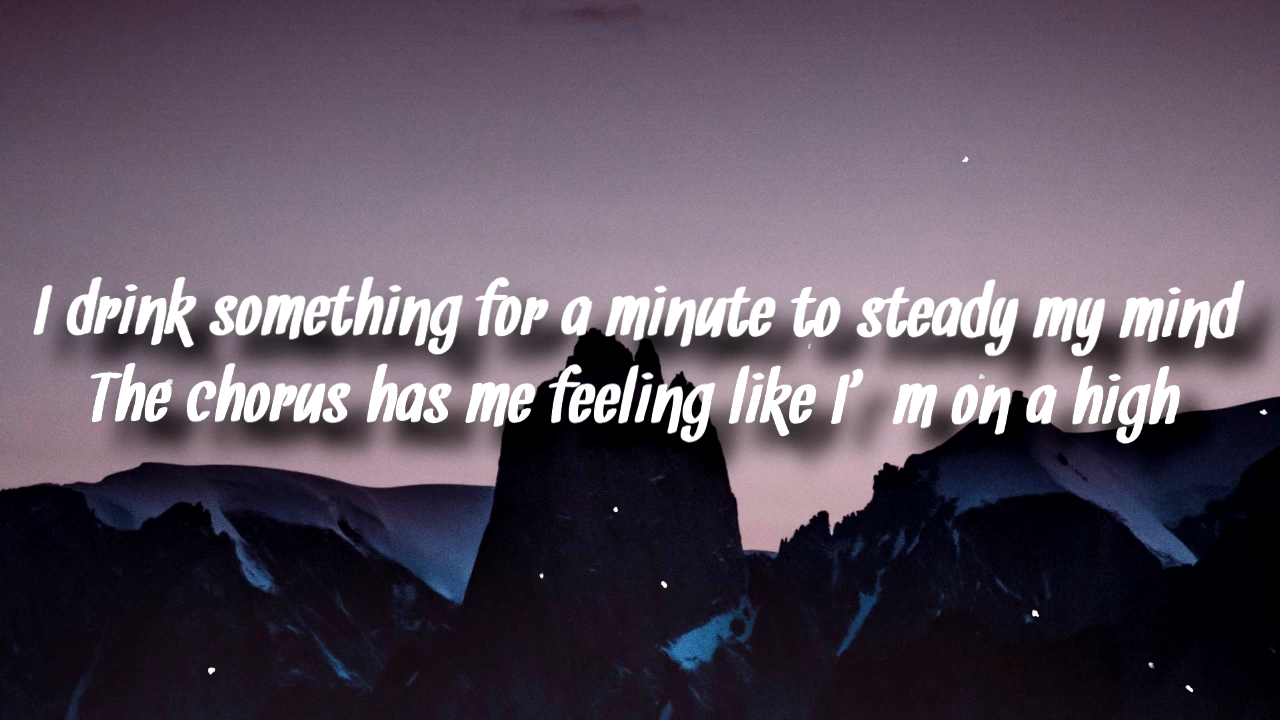 I drink something for a minute to steady my mind
The chorus has me feeling like I’m on a high